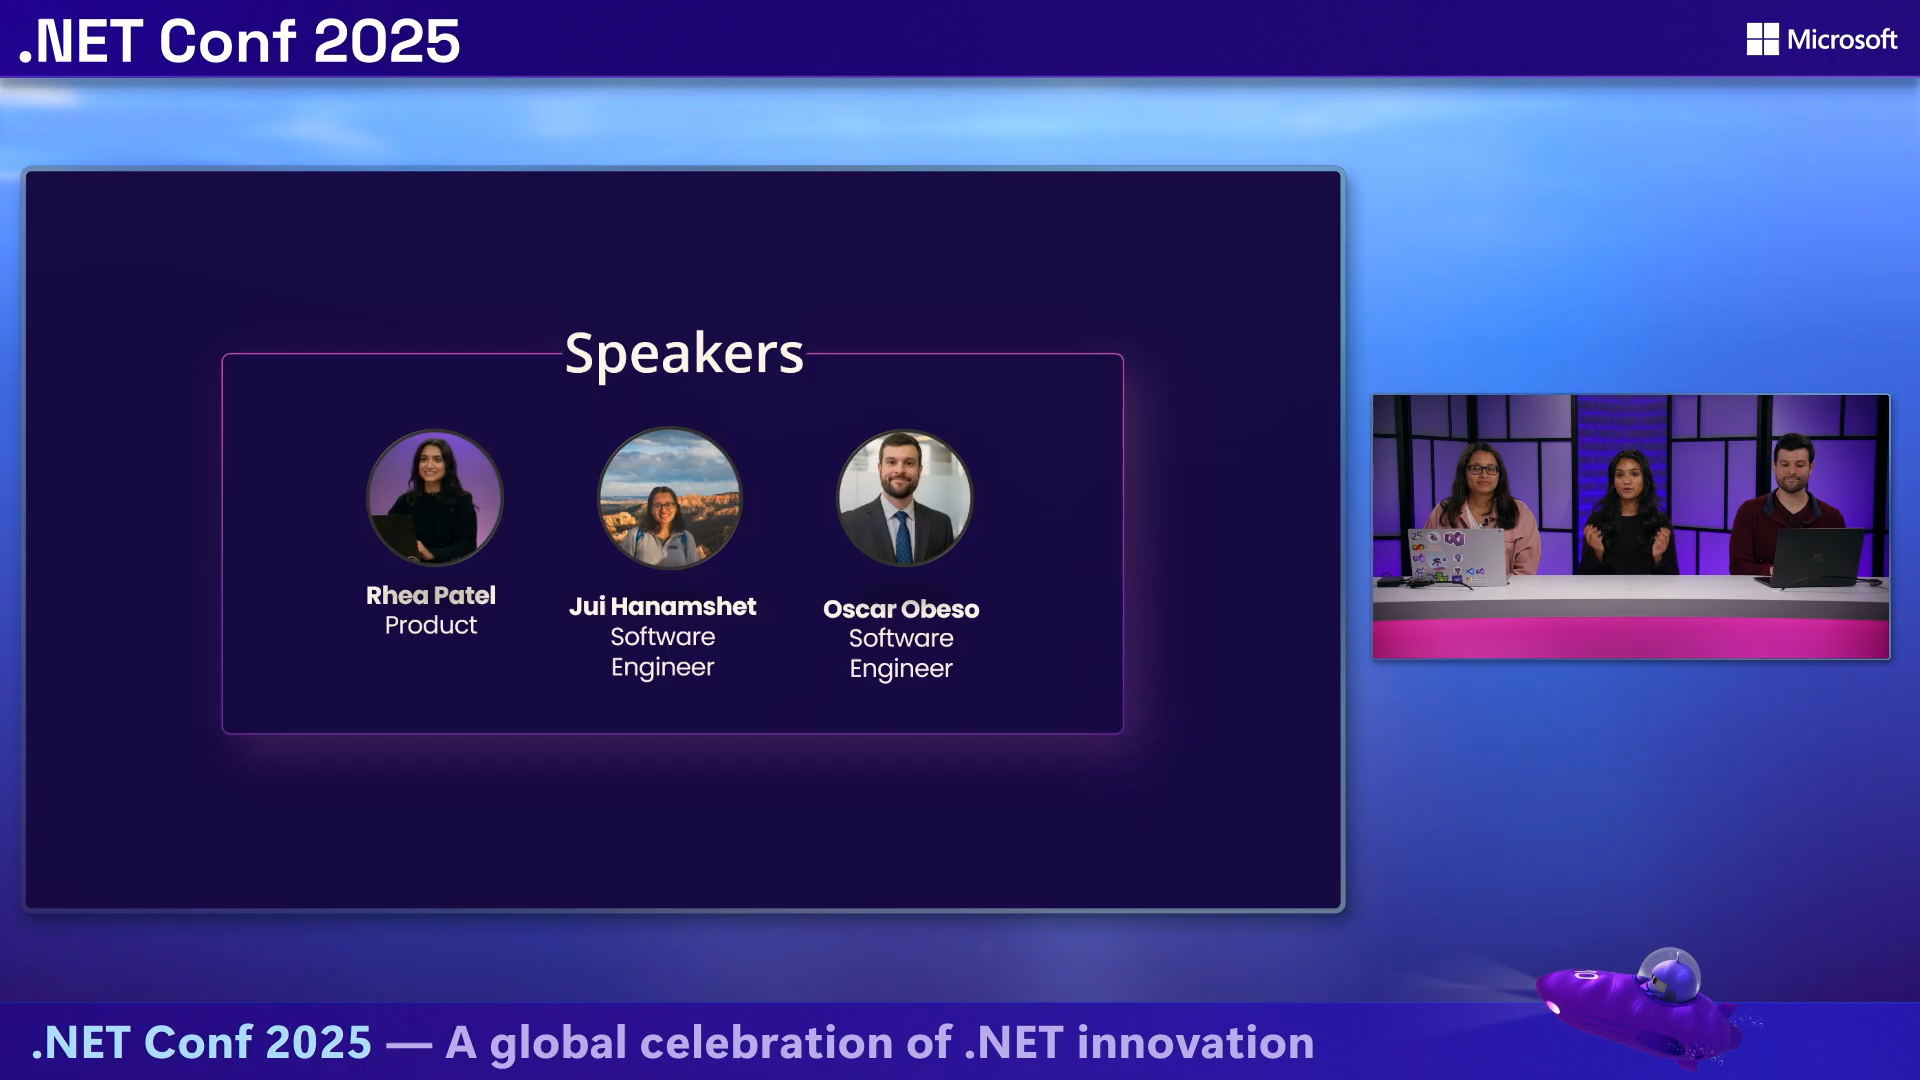 .NET Conf 2025
Microsoft
Speakers
Rhea Patel
Product
Jui Hanamshet
Software
Engineer
Oscar Obeso
Software
Engineer
.NET Conf 2025 — A global celebration of .NET innovation